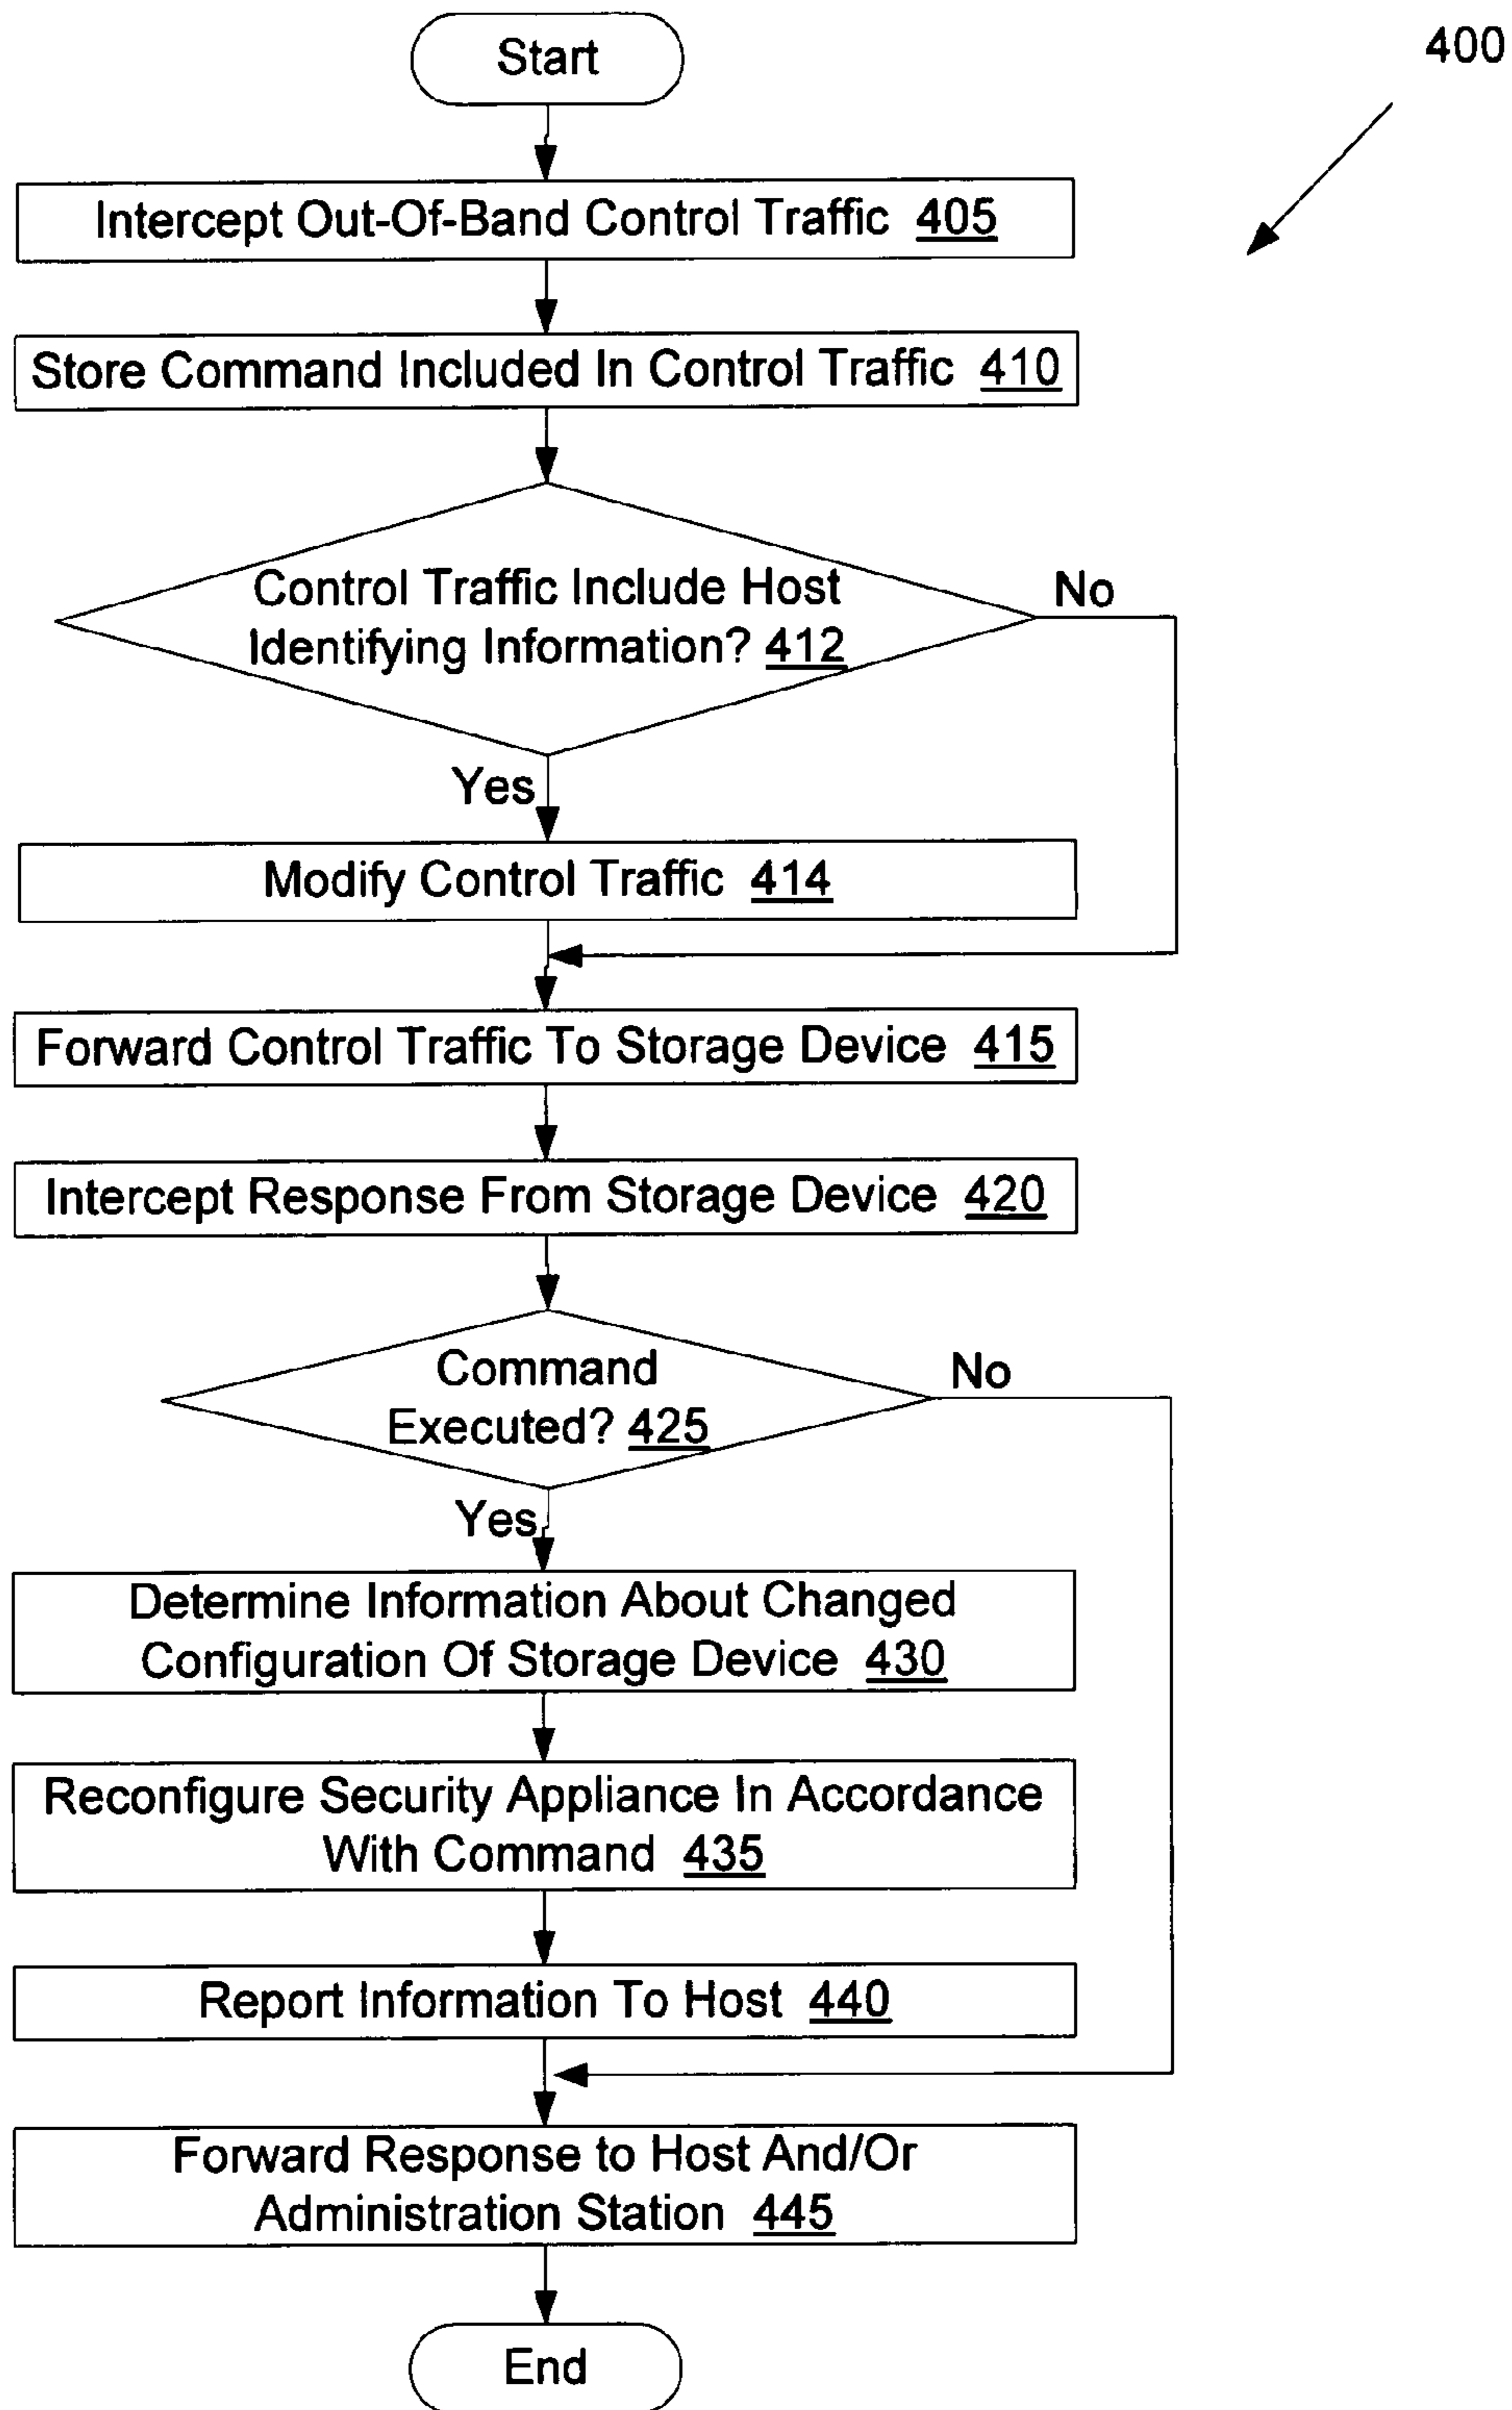 Start
400
Intercept Out-Of-Band Control Traffic 405
Store Command Included In Control Traffic 410
Control Traffic Include Host
Identifying Information? 412
No
Yes
Modify Control Traffic 414
Forward Control Traffic To Storage Device 415
Intercept Response From Storage Device 420
Command
Executed? 425
No
Yes
Determine Information About Changed
Configuration Of Storage Device 430
Reconfigure Security Appliance In Accordance
With Command 435
Report Information To Host 440
Forward Response to Host And/Or
Administration Station 445
End